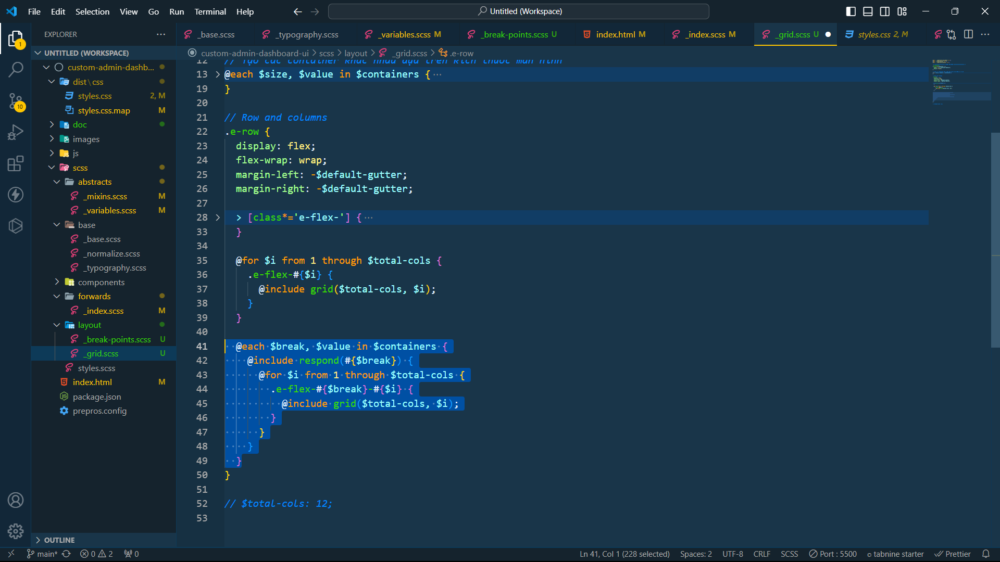 File Edit Selection View Go Run Terminal Help
Untitled (Workspace)
EXPLORER
_base.scss
_typography.scss
_variables.scss M
_break-points.scss U
index.html M
_index.scss M
_grid.scss U
styles.css 2, M
custom-admin-dashboard-ui > scss > layout > _grid.scss > .e-row
UNTITLED (WORKSPACE)
custom-admin-dashb...
dist\css
styles.css 2, M
styles.css.map M
doc
images
js
scss
abstracts
_mixins.scss M
_variables.scss M
base
_base.scss
_normalize.scss
_typography.scss
components
forwards
_index.scss M
layout
_break-points.scss U
_grid.scss U
styles.scss
index.html M
package.json
prepros.config
OUTLINE
1
10
12 // Tạo các container khác nhau dựa trên kích thước màn hình
13 @each $size, $value in $containers {…
19 }
20
21 // Row and columns
22 .e-row {
23 display: flex;
24 flex-wrap: wrap;
25 margin-left: -$default-gutter;
26 margin-right: -$default-gutter;
27
28 > [class*='e-flex-'] {…
33 }
34
35 @for $i from 1 through $total-cols {
36 .e-flex-#{$i} {
37 @include grid($total-cols, $i);
38 }
39 }
40
41 @each $break, $value in $containers {
42 @include respond(#{$break}) {
43 @for $i from 1 through $total-cols {
44 .e-flex-#{$break}-#{$i} {
45 @include grid($total-cols, $i);
46 }
47 }
48 }
49 }
50 }
51
52 // $total-cols: 12;
53
main* 0 2 0
Ln 41, Col 1 (228 selected) Spaces: 2 UTF-8 CRLF SCSS Port : 5500 tabnine starter Prettier